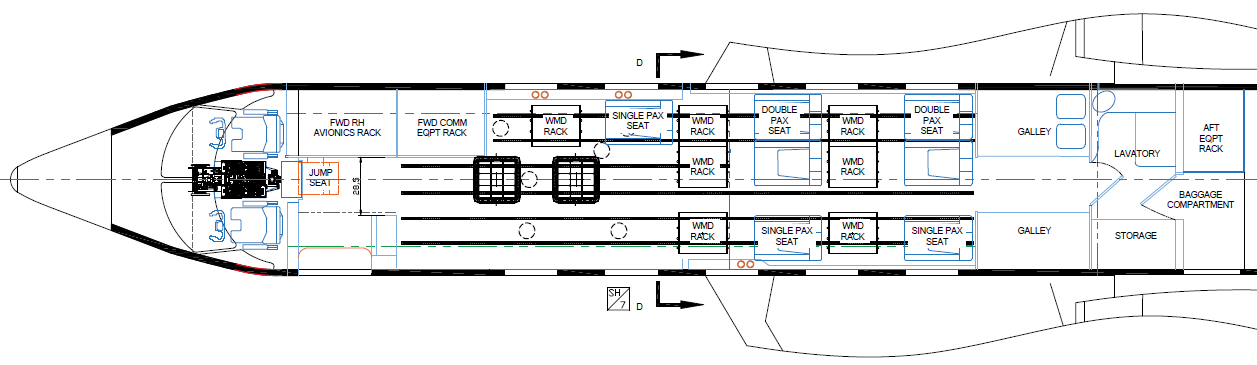 D
FWD RH
AVIONICS RACK
FWD COMM
EQPT RACK
WMD
RACK
SINGLE PAX
SEAT
WMD
RACK
DOUBLE
PAX
SEAT
WMD
RACK
DOUBLE
PAX
SEAT
GALLEY
LAVATORY
AFT
EQPT
RACK
JUMP
SEAT
28.5
WMD
RACK
WMD
RACK
BAGGAGE
COMPARTMENT
WMD
RACK
SINGLE PAX
SEAT
WMD
RACK
SINGLE PAX
SEAT
GALLEY
STORAGE
SH
7
D